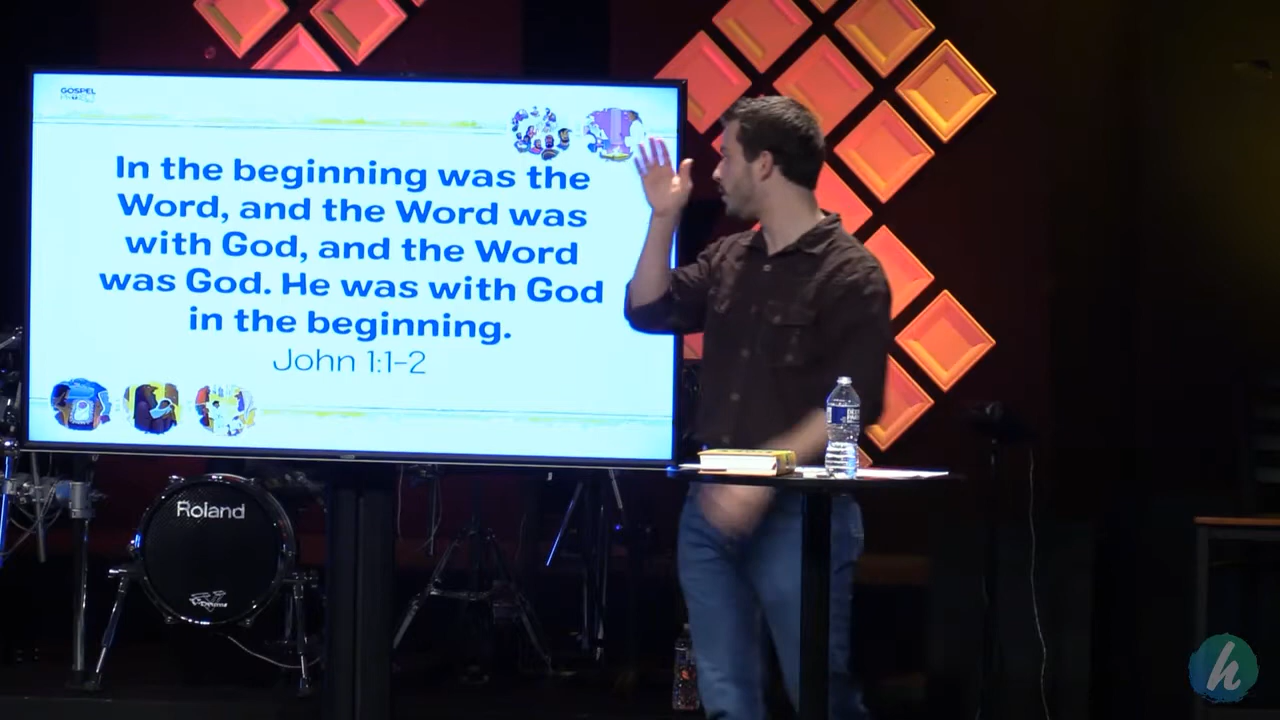 GOSPEL
In the beginning was the
Word, and the Word was
with God, and the Word
was God. He was with God
in the beginning.
John 1:1-2
Roland
h